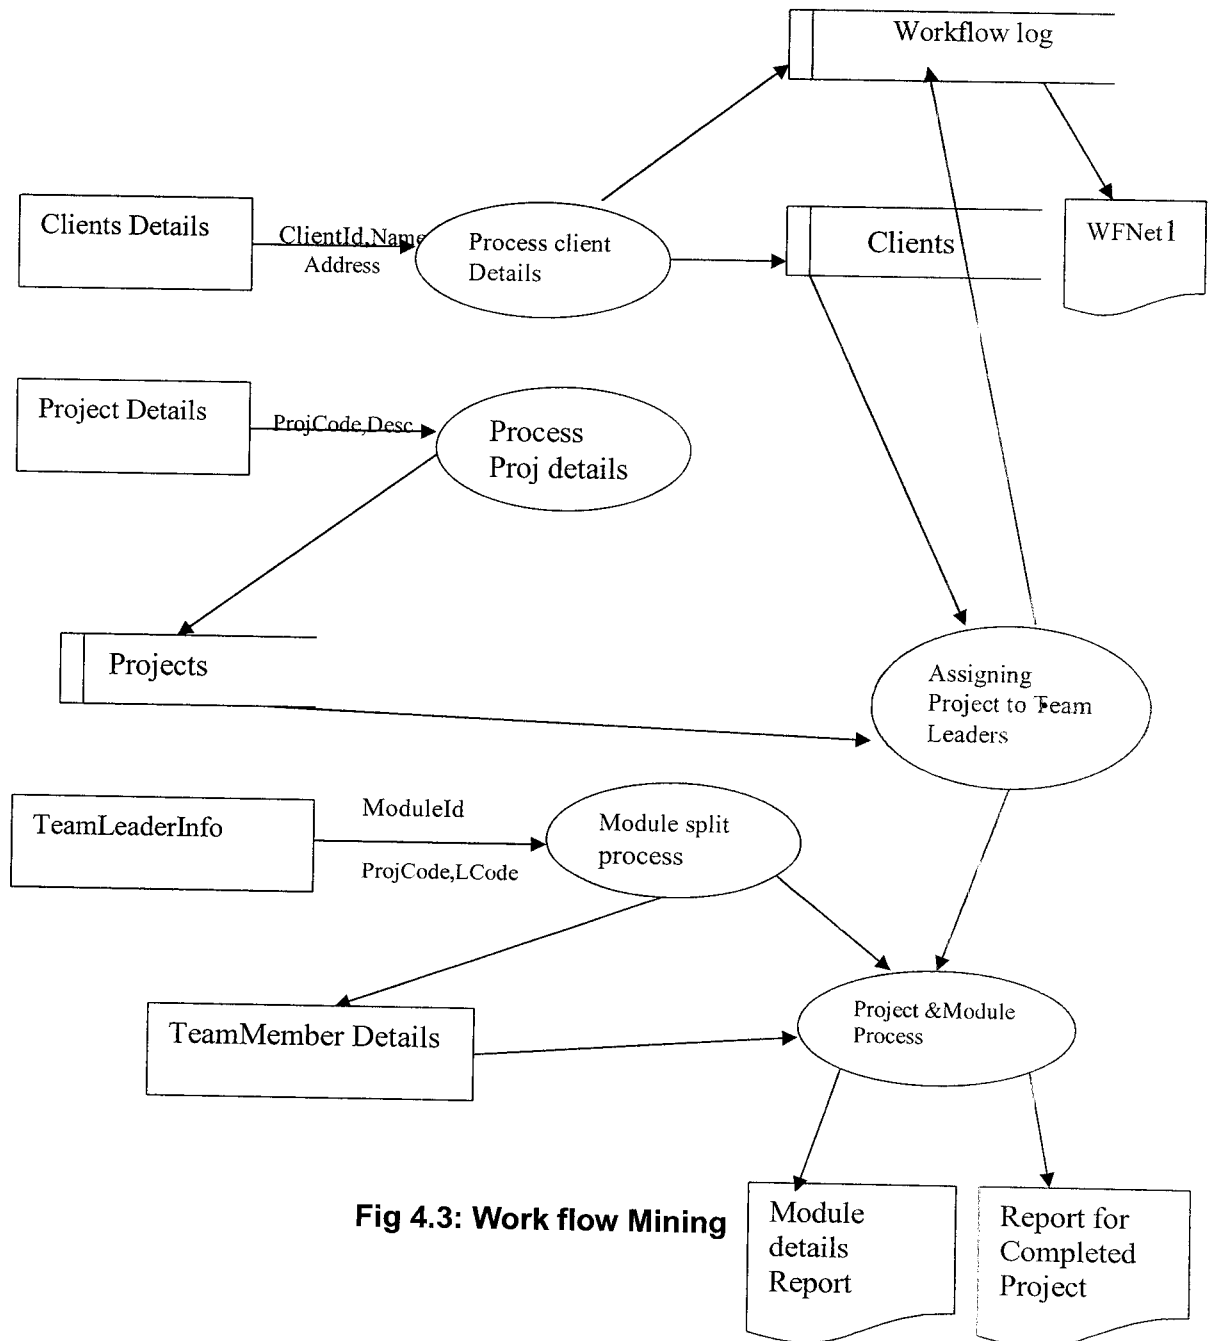 Workflow log
Clients Details
ClientId,Name
Address
Process client
Details
Clients
WFNet1
Project Details
ProjCode,Desc
Process
Proj details
Projects
Assigning
Project to Team
Leaders
TeamLeaderInfo
ModuleId
ProjCode,LCode
Module split
process
TeamMember Details
Project &Module
Process
Fig 4.3: Work flow Mining
Module
details
Report
Report for
Completed
Project